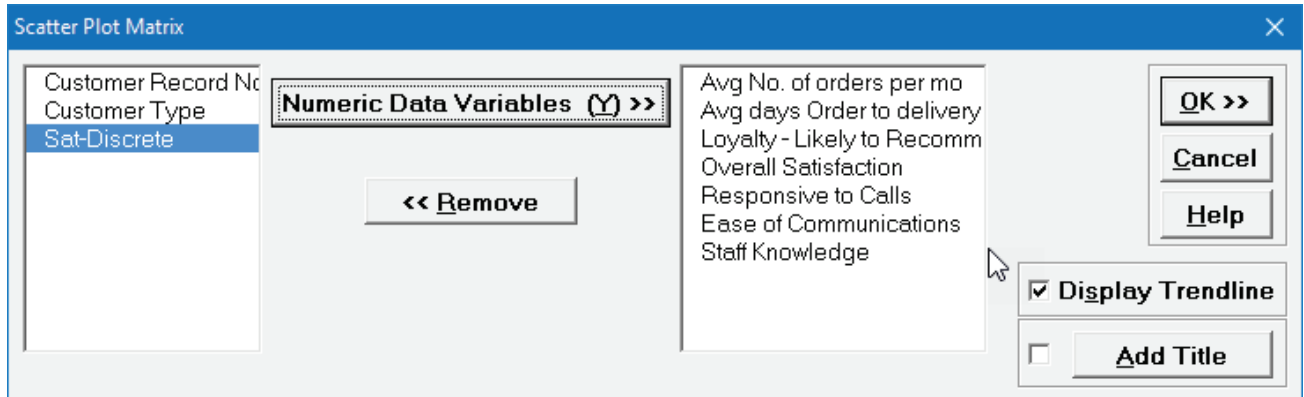 Scatter Plot Matrix
Customer Record No
Customer Type
Sat-Discrete
Numeric Data Variables (Y) >>
<< Remove
Avg No. of orders per mo
Avg days Order to delivery
Loyalty - Likely to Recomm
Overall Satisfaction
Responsive to Calls
Ease of Communications
Staff Knowledge
OK >>
Cancel
Help
Display Trendline
Add Title